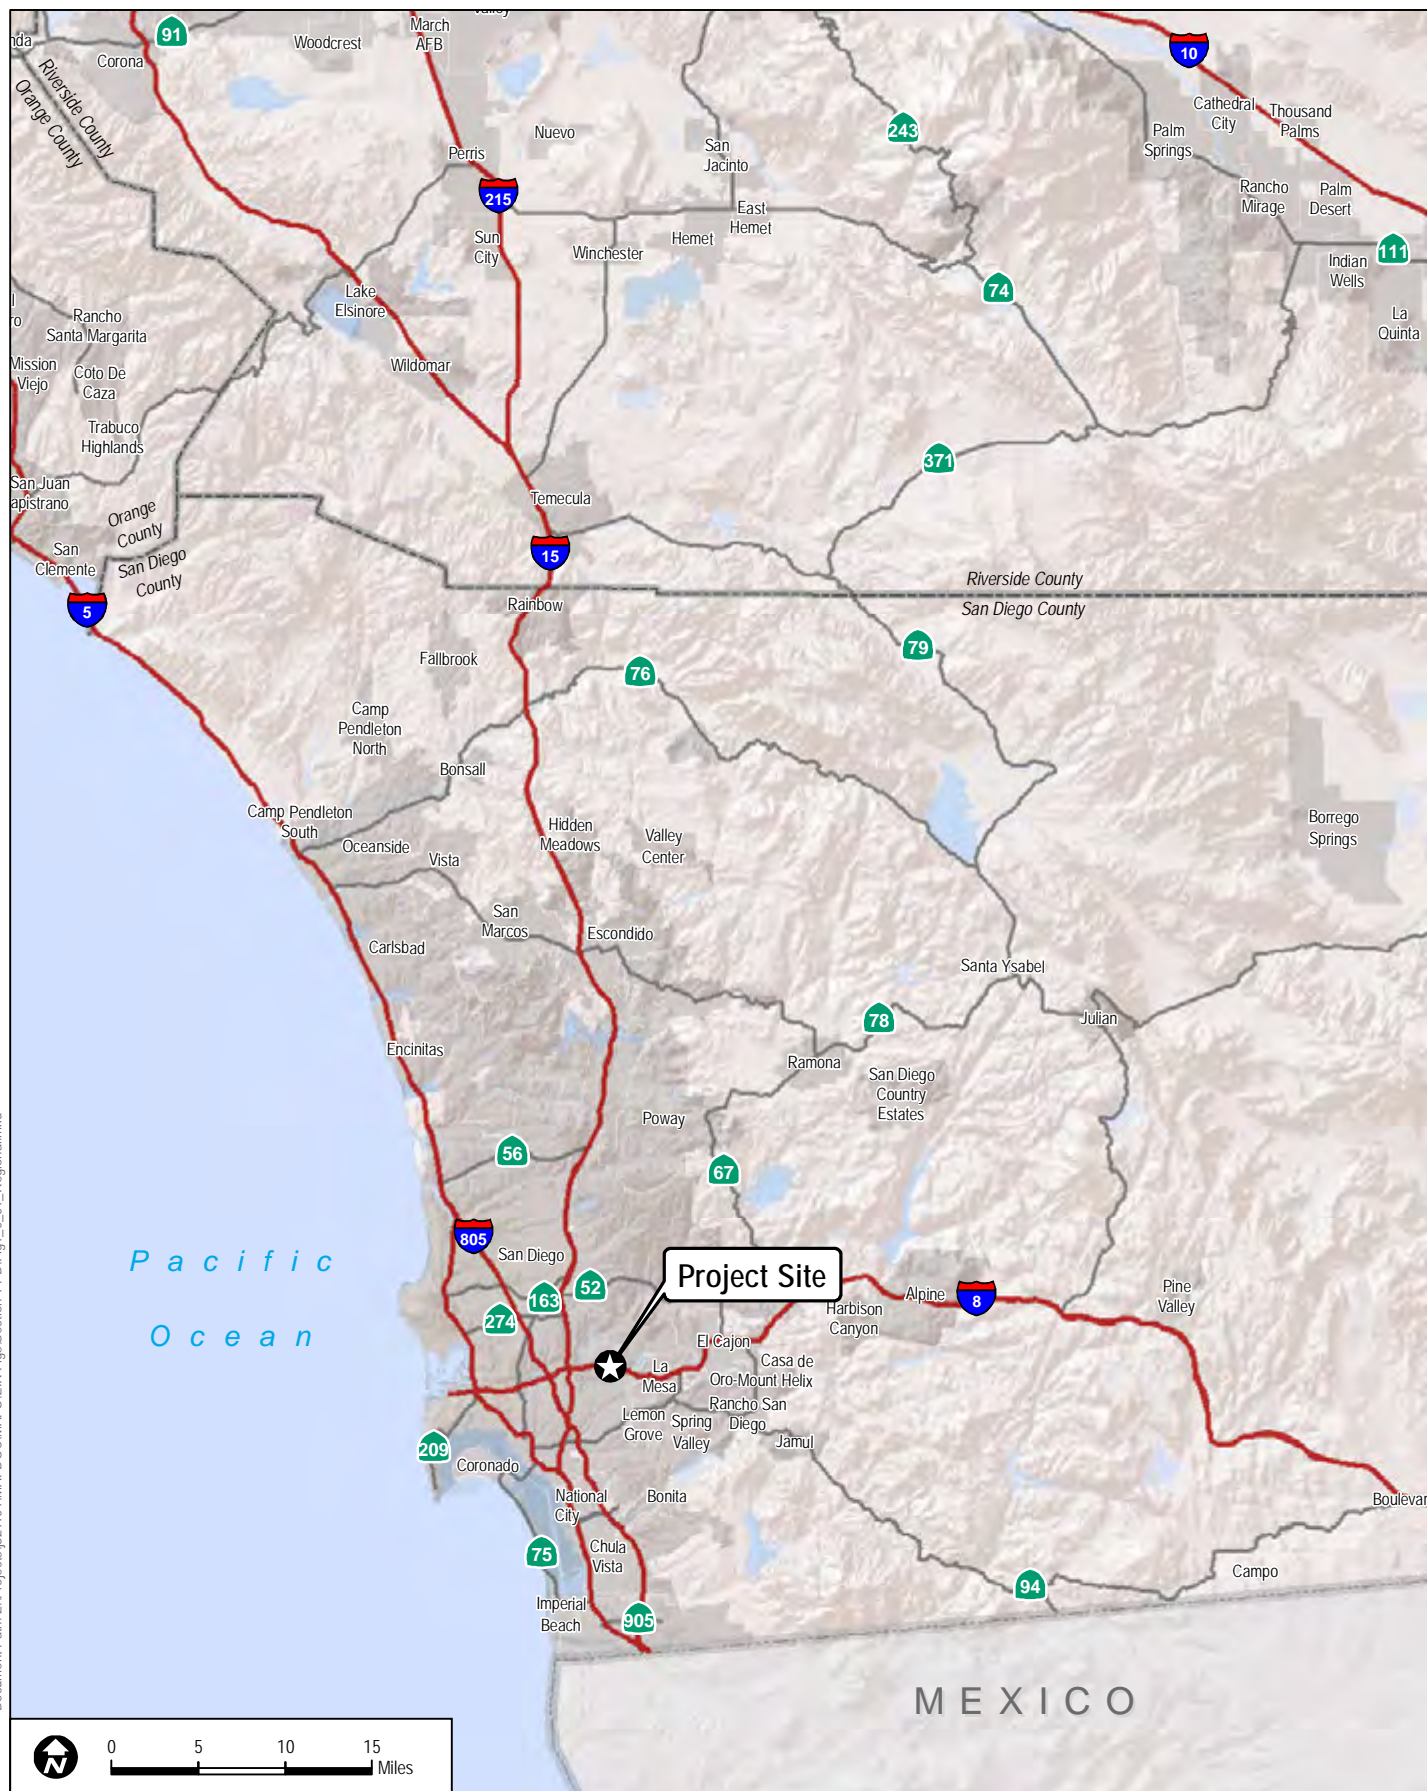 March
AFB
91
Woodcrest
Corona
10
Riverside County
Orange County
Cathedral
City
Thousand
Palms
243
Nuevo
San
Jacinto
Palm
Springs
Perris
215
Rancho
Mirage
Palm
Desert
East
Hemet
Hemet
Sun
City
Winchester
111
Indian
Wells
74
Lake
Elsinore
Rancho
Santa Margarita
La
Quinta
Mission
Viejo
Coto De
Caza
Wildomar
Trabuco
Highlands
371
San Juan
apistrano
Temecula
Orange
County
San
Clemente
San Diego
County
15
Riverside County
San Diego County
5
Rainbow
79
Fallbrook
76
Camp
Pendleton
North
Bonsall
Camp Pendleton
South
Hidden
Meadows
Valley
Center
Borrego
Springs
Oceanside
Vista
San
Marcos
Escondido
Carlsbad
Santa Ysabel
78
Julian
Encinitas
Ramona
San Diego
Country
Estates
Poway
56
67
805
San Diego
Pacific
Ocean
Project Site
52
163
274
Alpine
8
Pine
Valley
Harbison
Canyon
El Cajon
La
Mesa
Casa de
Oro-Mount Helix
Rancho San
Diego
Lemon
Grove
Spring
Valley
Jamul
209
Coronado
National
City
Bonita
Boulevar
75
Chula
Vista
94
Campo
Imperial
Beach
905
MEXICO
N
0 5 10 15
Miles